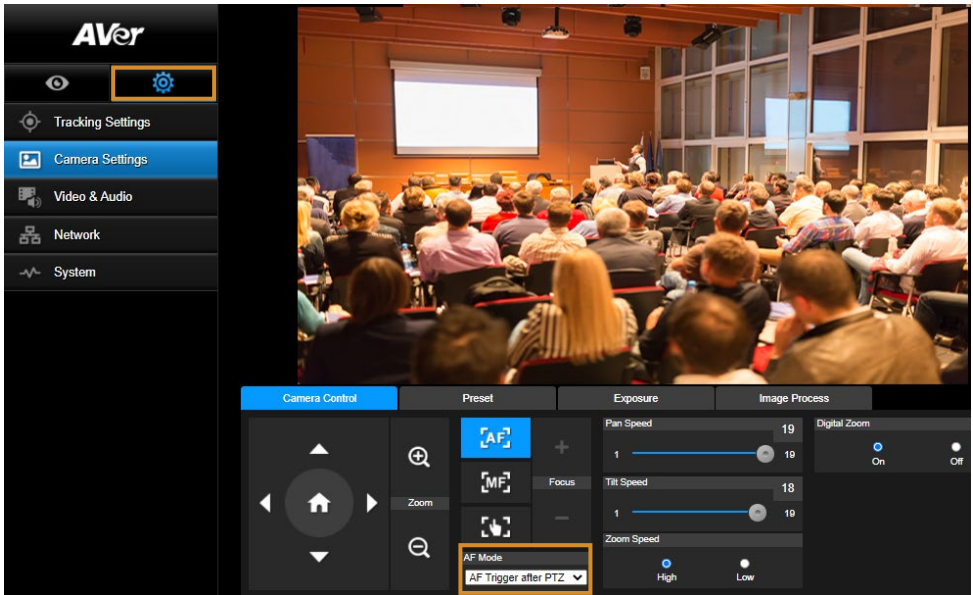 AVer
Tracking Settings
Camera Settings
Video & Audio
Network
System
Camera Control
Preset
Exposure
Image Process
Zoom
AF
MF
Focus
AF Mode
AF Trigger after PTZ
Pan Speed
19
1
19
Tilt Speed
18
1
19
Zoom Speed
High
Low
Digital Zoom
On
Off